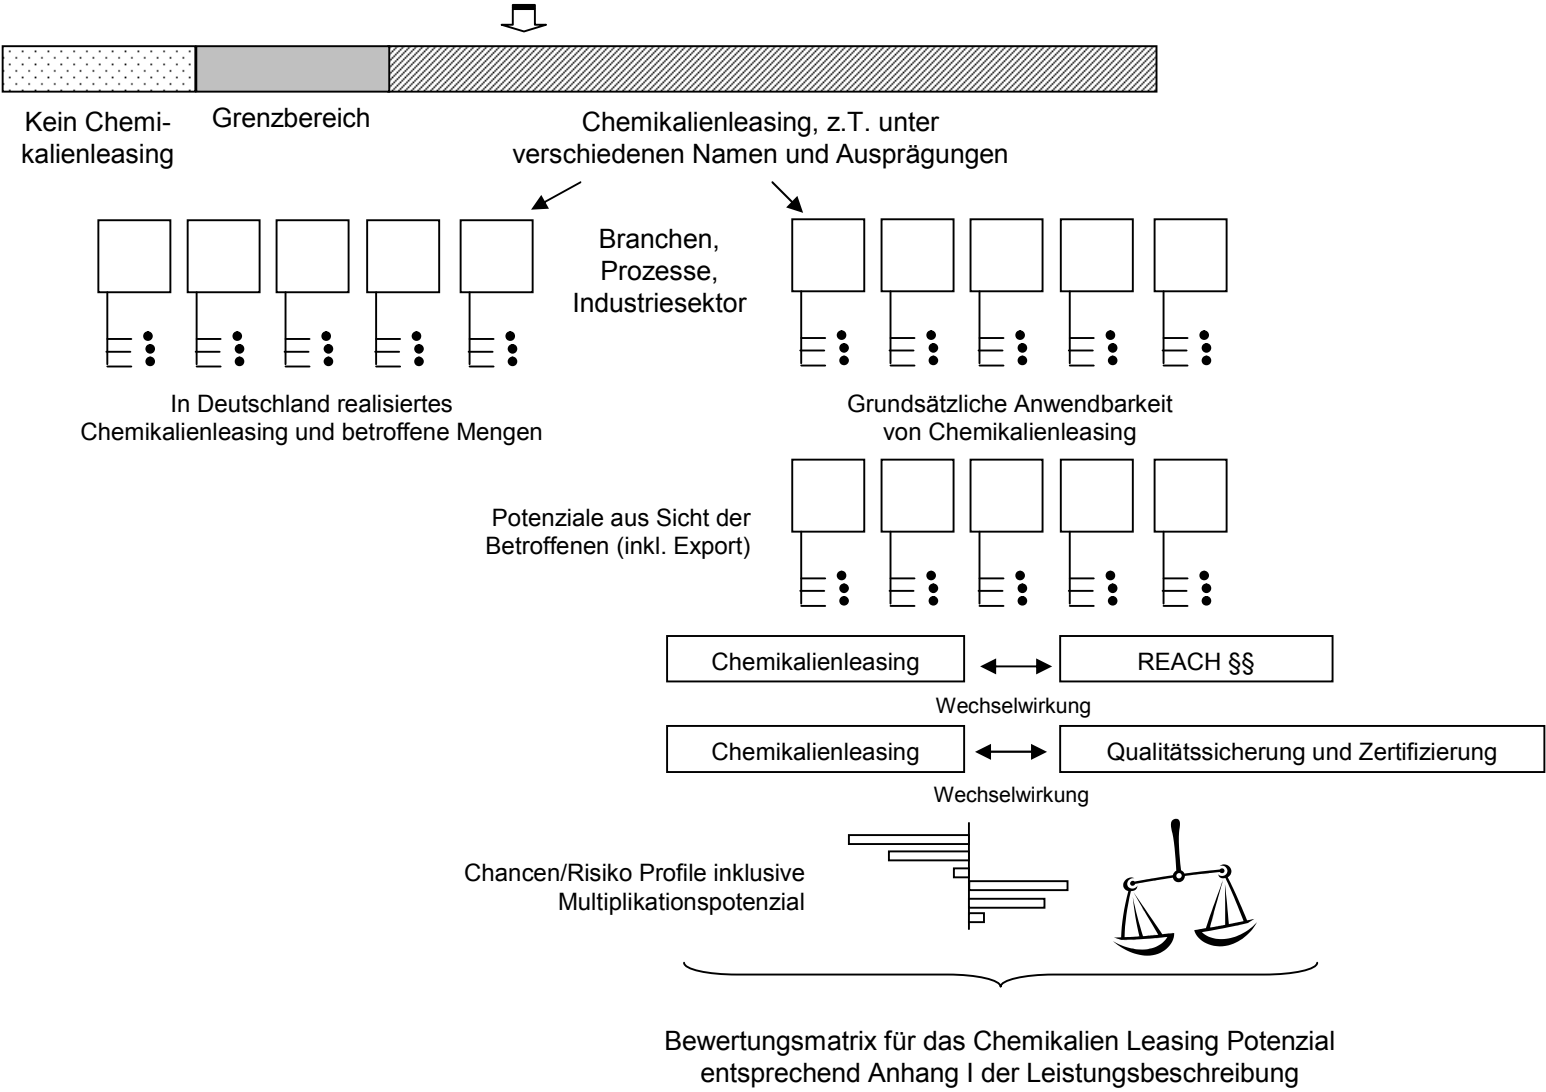 Kein Chemi-
kalienleasing
Grenzbereich
Chemikalienleasing, z.T. unter
verschiedenen Namen und Ausprägungen
Branchen,
Prozesse,
Industriesektor
In Deutschland realisiertes
Chemikalienleasing und betroffene Mengen
Grundsätzliche Anwendbarkeit
von Chemikalienleasing
Potenziale aus Sicht der
Betroffenen (inkl. Export)
Chemikalienleasing
REACH §§
Wechselwirkung
Chemikalienleasing
Qualitätssicherung und Zertifizierung
Wechselwirkung
Chancen/Risiko Profile inklusive
Multiplikationspotenzial
Bewertungsmatrix für das Chemikalien Leasing Potenzial
entsprechend Anhang I der Leistungsbeschreibung